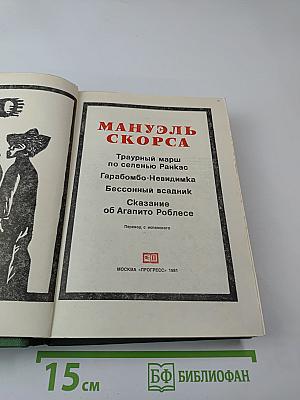 МАНУЭЛЬ
СКОРСА
Траурный марш
по селенью Ранкас
Гарабомбо-Невидимка
Бессонный всадник
Сказание
об Агапито Роблесе
Перевод с испанского
МОСКВА «ПРОГРЕСС» 1981
15 см
БФ БИБЛИОФАН